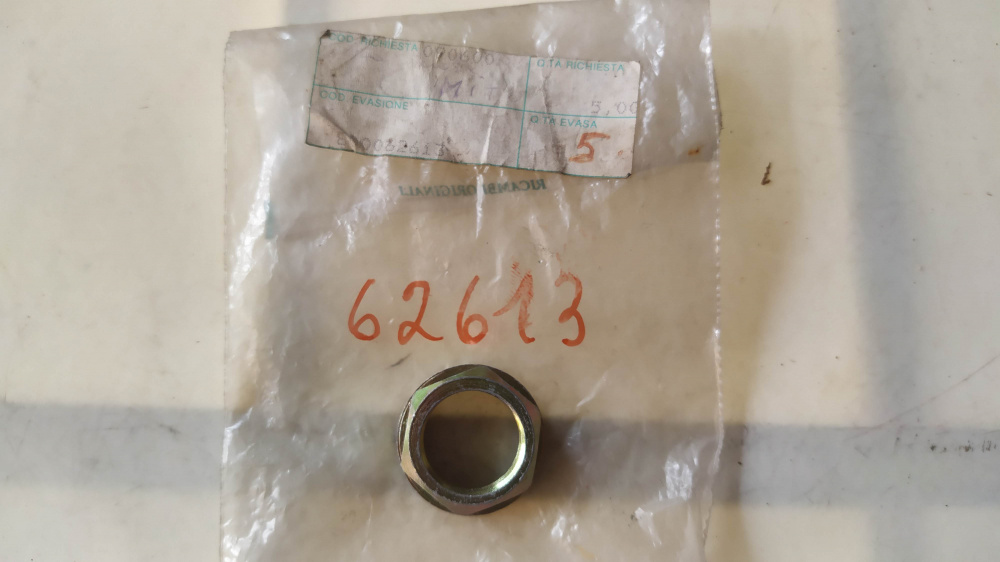 COD. RICHIESTA
Q.TA RICHIESTA
5,00
COD. EVASIONE
Q.TA EVASA
5
RICAMBI ORIGINALI
62613